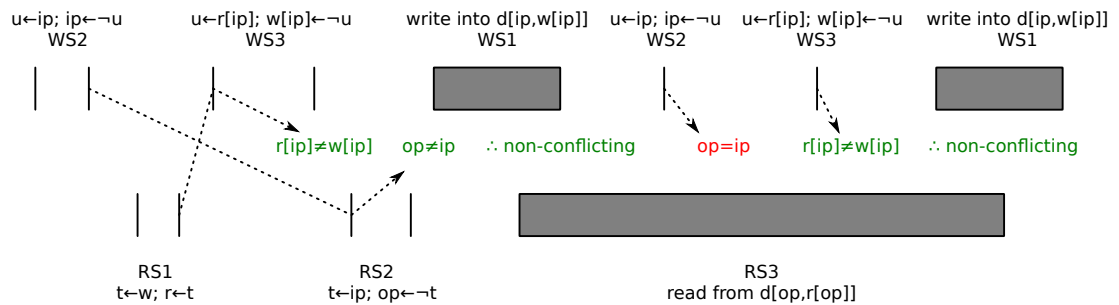 u←ip; ip←¬u
WS2
u←r[ip]; w[ip]←¬u
WS3
write into d[ip,w[ip]]
WS1
u←ip; ip←¬u
WS2
u←r[ip]; w[ip]←¬u
WS3
write into d[ip,w[ip]]
WS1
r[ip]≠w[ip]
op≠ip
∴ non-conflicting
op=ip
r[ip]≠w[ip]
∴ non-conflicting
RS1
t←w; r←t
RS2
t←ip; op←¬t
RS3
read from d[op,r[op]]